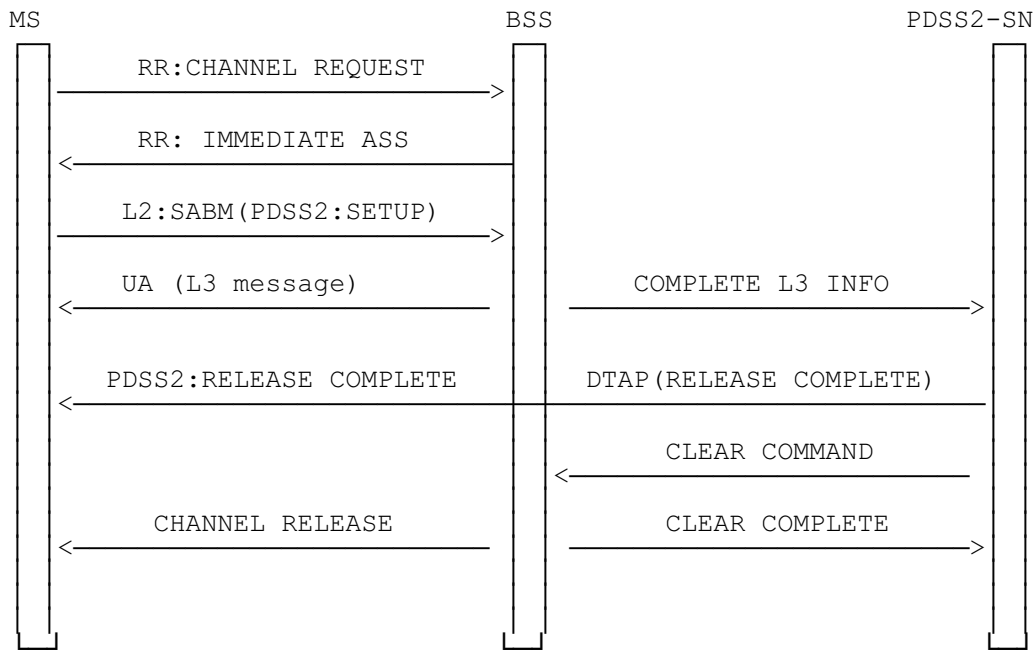 MS BSS PDSS2-SN
RR:CHANNEL REQUEST
RR: IMMEDIATE ASS
L2:SABM(PDSS2:SETUP)
UA (L3 message) COMPLETE L3 INFO
PDSS2:RELEASE COMPLETE DTAP(RELEASE COMPLETE)
CLEAR COMMAND
CHANNEL RELEASE CLEAR COMPLETE